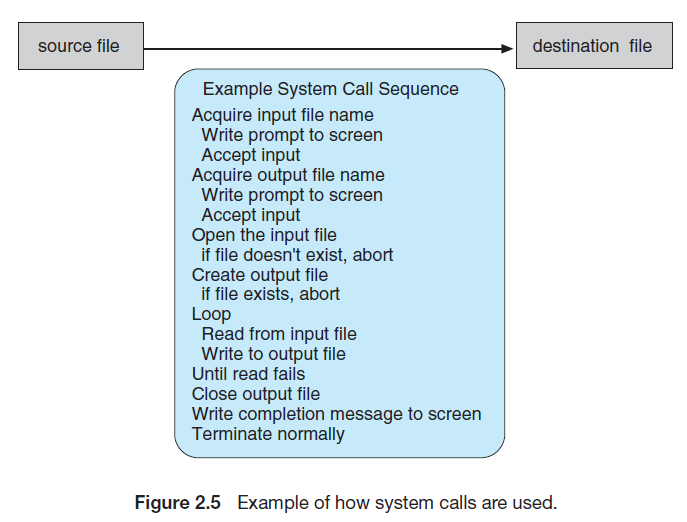 source file
destination file
Example System Call Sequence
Acquire input file name
Write prompt to screen
Accept input
Acquire output file name
Write prompt to screen
Accept input
Open the input file
if file doesn't exist, abort
Create output file
if file exists, abort
Loop
Read from input file
Write to output file
Until read fails
Close output file
Write completion message to screen
Terminate normally
Figure 2.5 Example of how system calls are used.